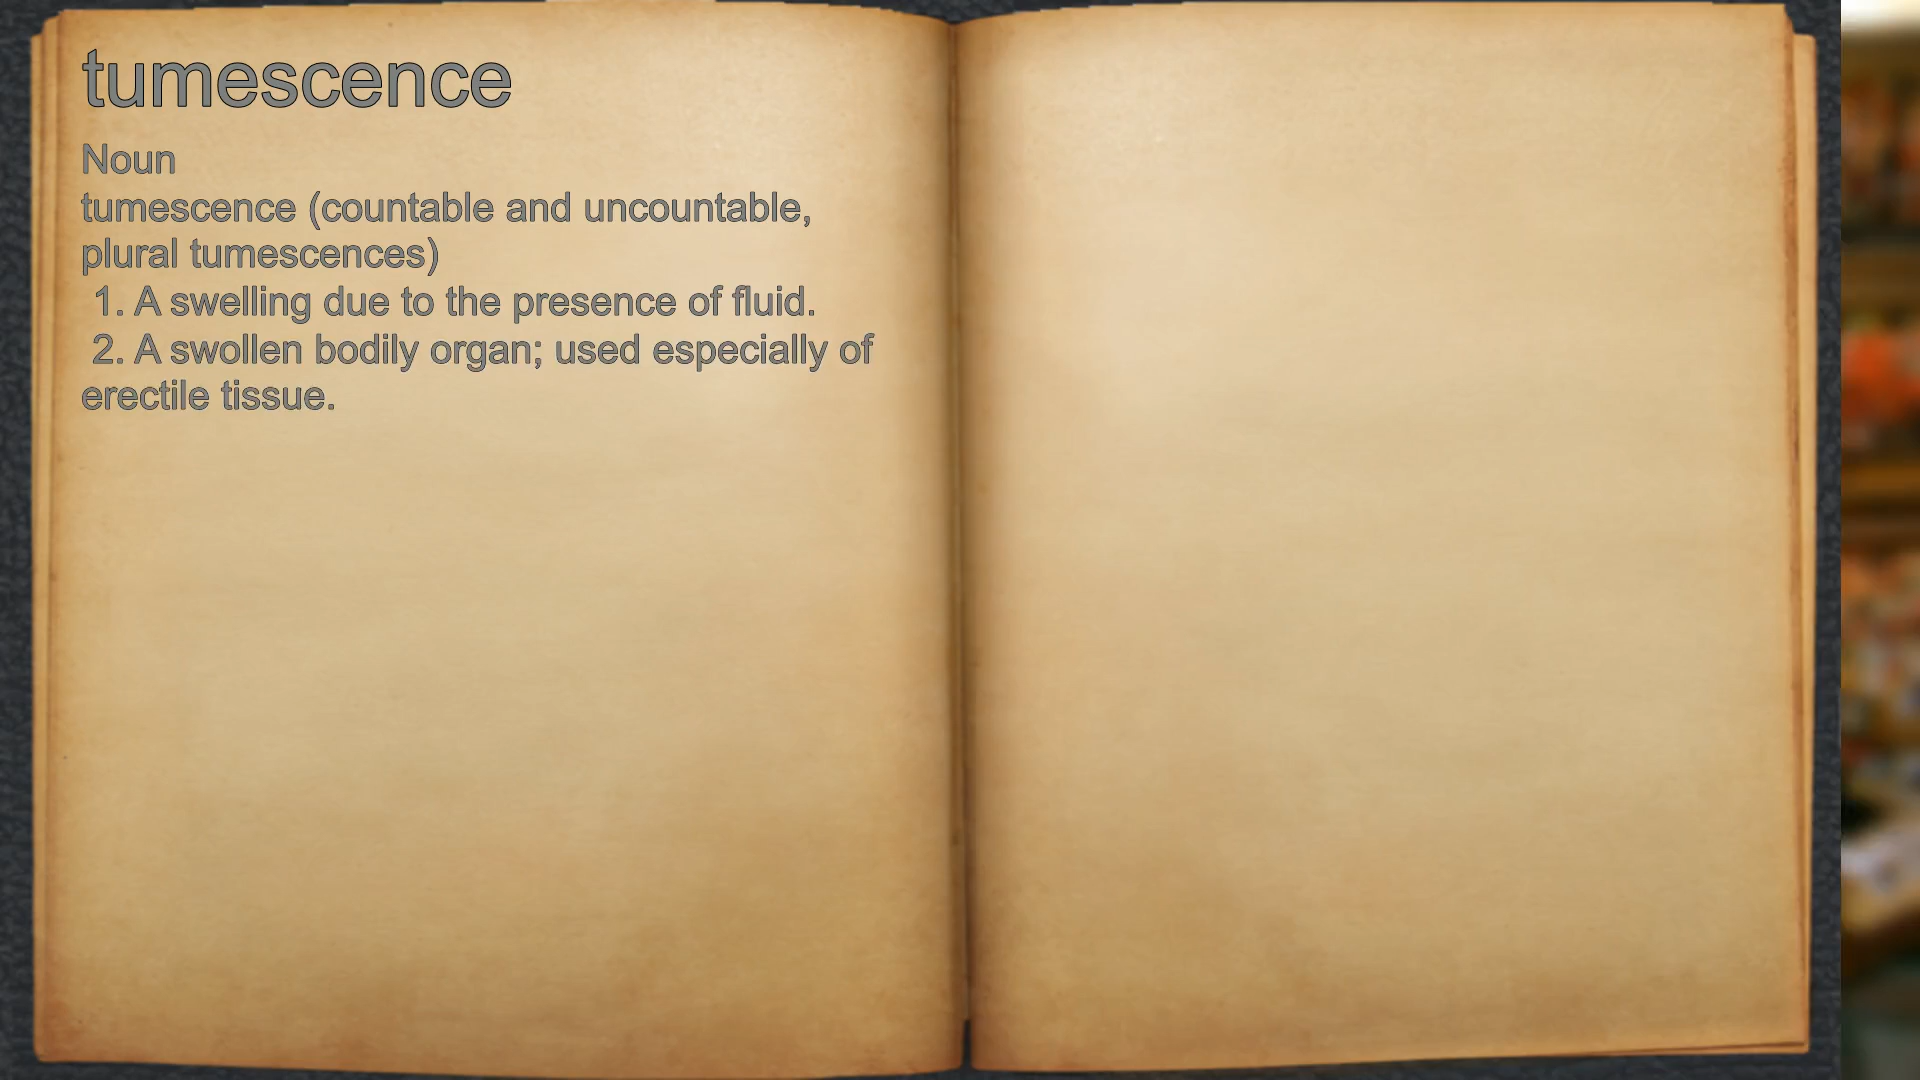 tumescence
Noun
tumescence (countable and uncountable,
plural tumescences)
1. A swelling due to the presence of fluid.
2. A swollen bodily organ; used especially of
erectile tissue.